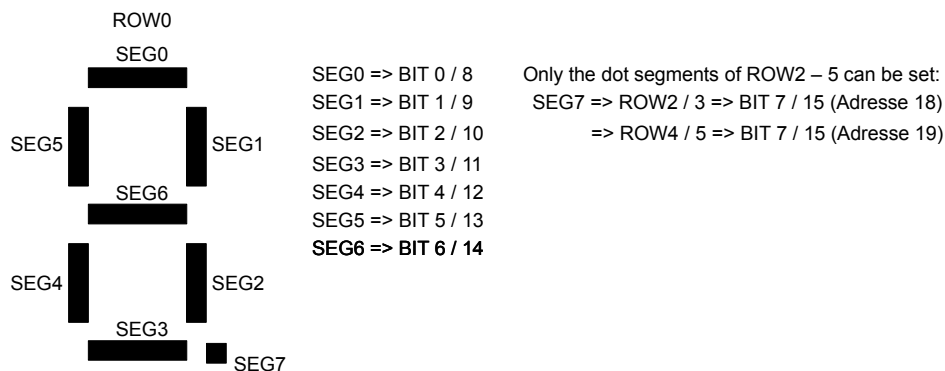 ROW0
SEG0
SEG5
SEG1
SEG6
SEG4
SEG2
SEG3
SEG7
SEG0 => BIT 0 / 8
SEG1 => BIT 1 / 9
SEG2 => BIT 2 / 10
SEG3 => BIT 3 / 11
SEG4 => BIT 4 / 12
SEG5 => BIT 5 / 13
SEG6 => BIT 6 / 14
Only the dot segments of ROW2 – 5 can be set:
SEG7 => ROW2 / 3 => BIT 7 / 15 (Adresse 18)
=> ROW4 / 5 => BIT 7 / 15 (Adresse 19)